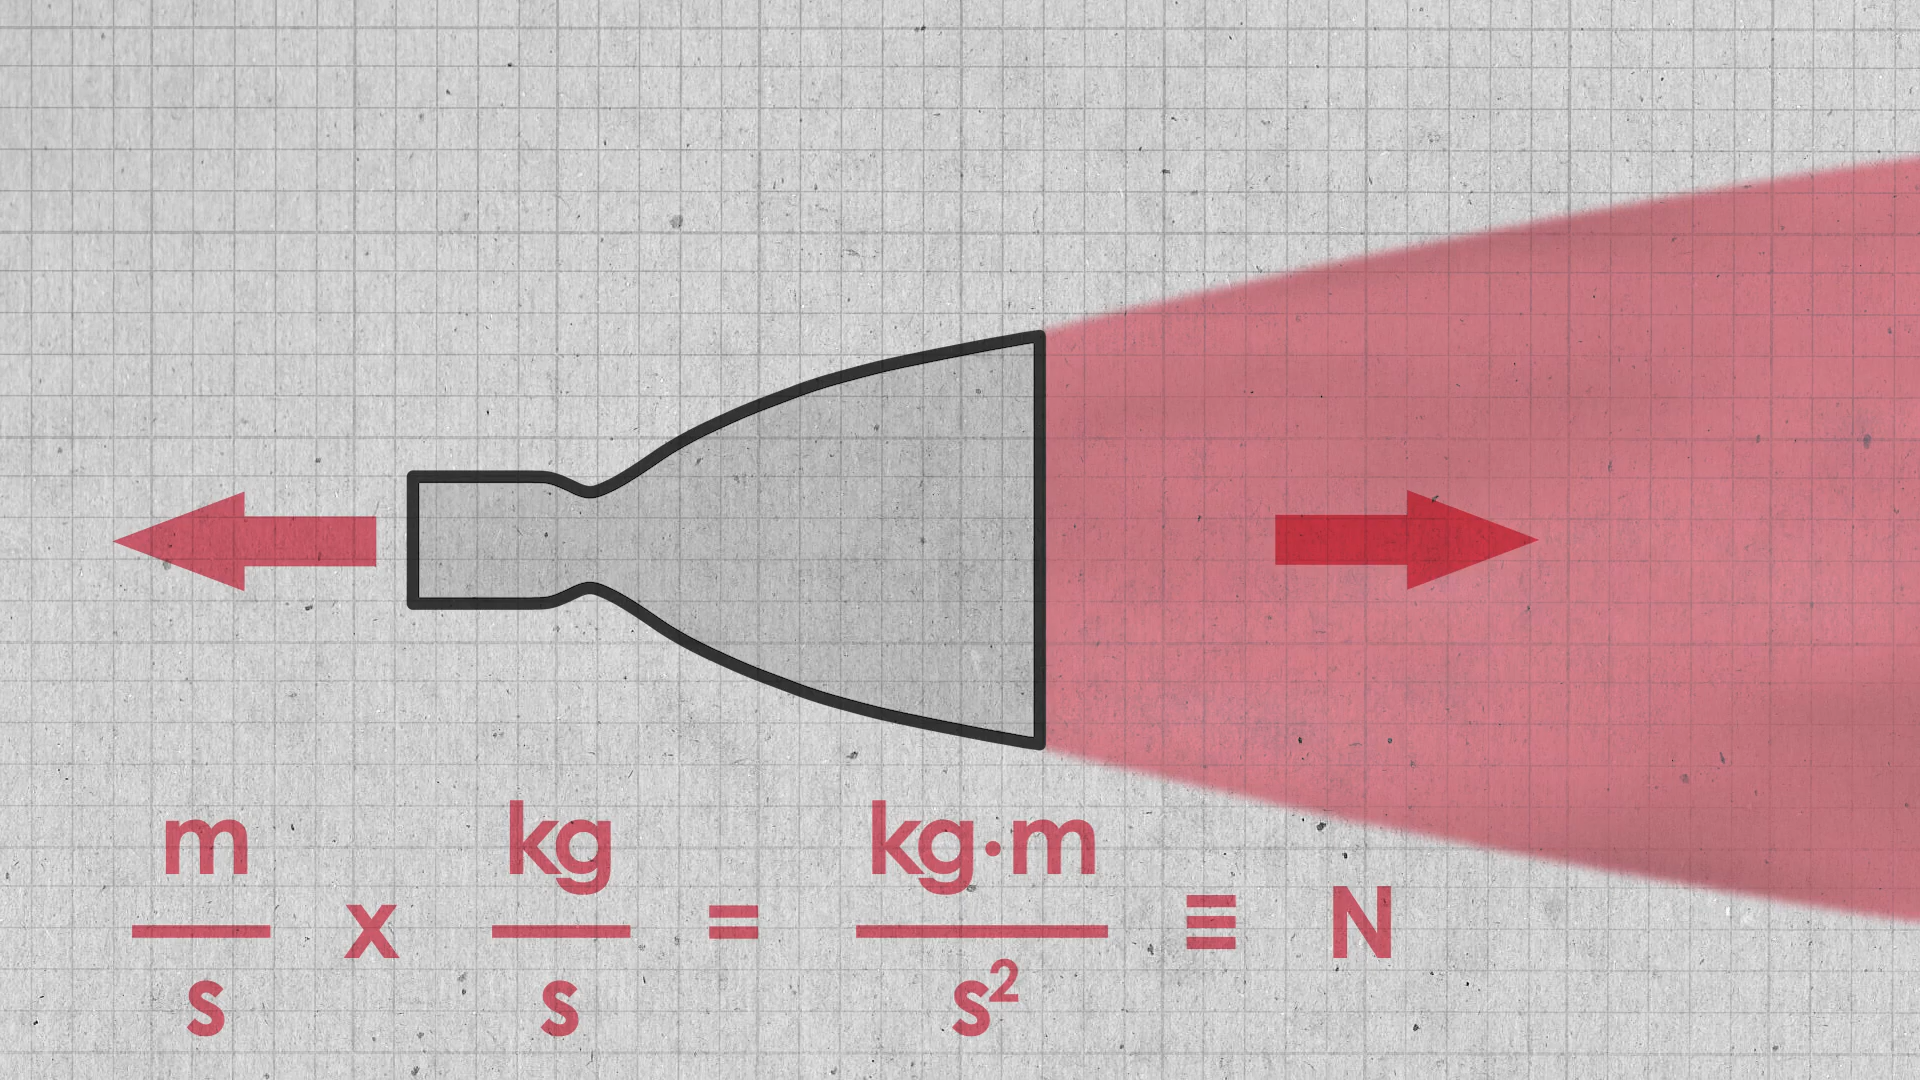 m/s x kg/s = kg·m/s² ≡ N